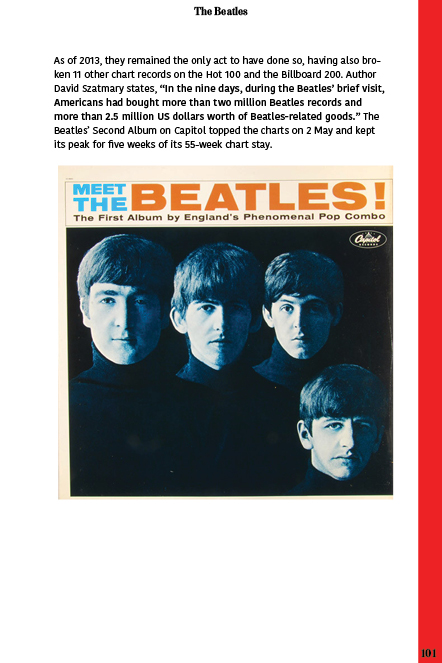 The Beatles
As of 2013, they remained the only act to have done so, having also bro-
ken 11 other chart records on the Hot 100 and the Billboard 200. Author
David Szatmary states, “In the nine days, during the Beatles’ brief visit,
Americans had bought more than two million Beatles records and
more than 2.5 million US dollars worth of Beatles-related goods.” The
Beatles’ Second Album on Capitol topped the charts on 2 May and kept
its peak for five weeks of its 55-week chart stay.
MEET
THE BEATLES!
The First Album by England's Phenomenal Pop Combo
Capitol
RECORDS
101